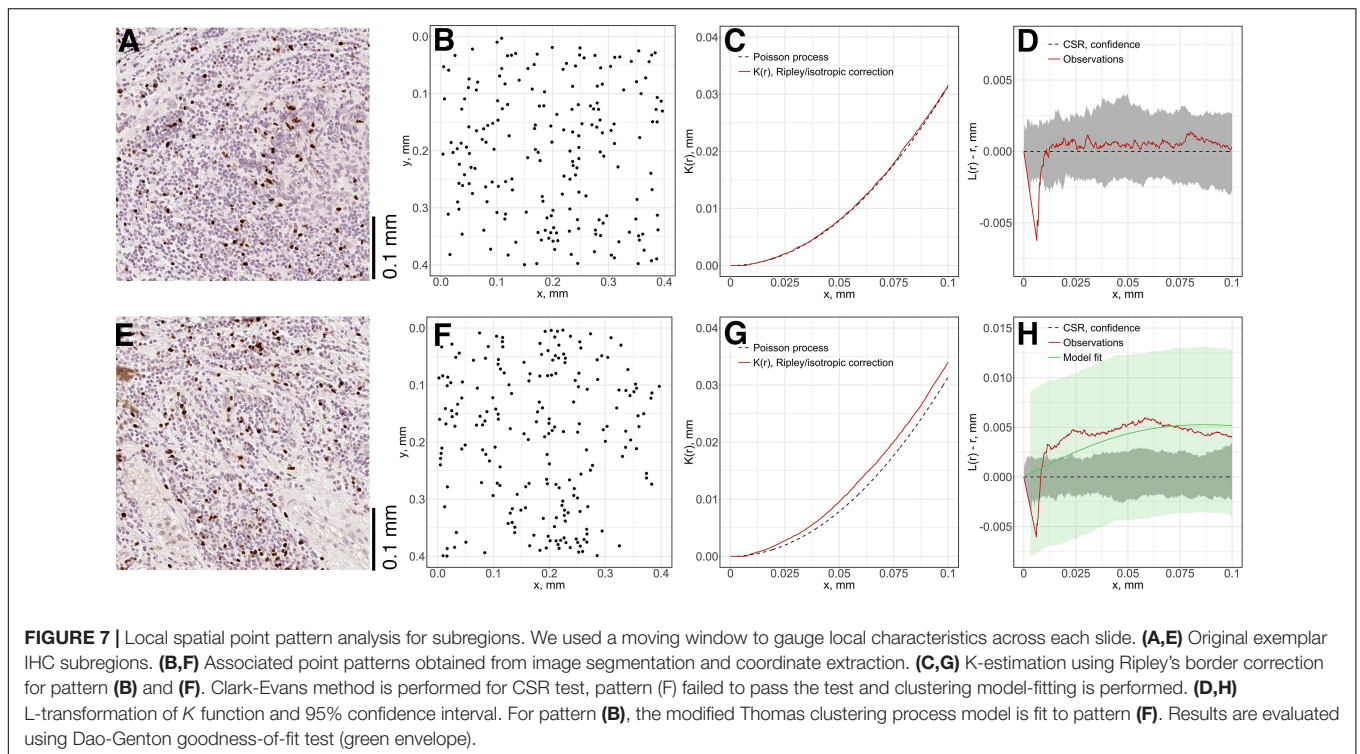 A
0.1 mm
B
0.0
0.1
0.2
0.3
0.4
y, mm
0.0 0.1 0.2 0.3 0.4
x, mm
C
0.04
0.03
0.02
0.01
0.00
K(r), mm
Poisson process
K(r), Ripley/isotropic correction
0 0.025 0.05 0.075 0.1
x, mm
D
CSR, confidence
Observations
0.005
0.000
-0.005
L(r) - r, mm
0 0.025 0.05 0.075 0.1
x, mm
E
0.1 mm
F
0.0
0.1
0.2
0.3
0.4
y, mm
0.0 0.1 0.2 0.3 0.4
x, mm
G
0.04
0.03
0.02
0.01
0.00
K(r), mm
Poisson process
K(r), Ripley/isotropic correction
0 0.025 0.05 0.075 0.1
x, mm
H
0.015
CSR, confidence
Observations
Model fit
0.010
0.005
0.000
-0.005
L(r) - r, mm
0 0.025 0.05 0.075 0.1
x, mm
FIGURE 7 | Local spatial point pattern analysis for subregions. We used a moving window to gauge local characteristics across each slide. (A,E) Original exemplar
IHC subregions. (B,F) Associated point patterns obtained from image segmentation and coordinate extraction. (C,G) K-estimation using Ripley's border correction
for pattern (B) and (F). Clark-Evans method is performed for CSR test, pattern (F) failed to pass the test and clustering model-fitting is performed. (D,H)
L-transformation of K function and 95% confidence interval. For pattern (B), the modified Thomas clustering process model is fit to pattern (F). Results are evaluated
using Dao-Genton goodness-of-fit test (green envelope).